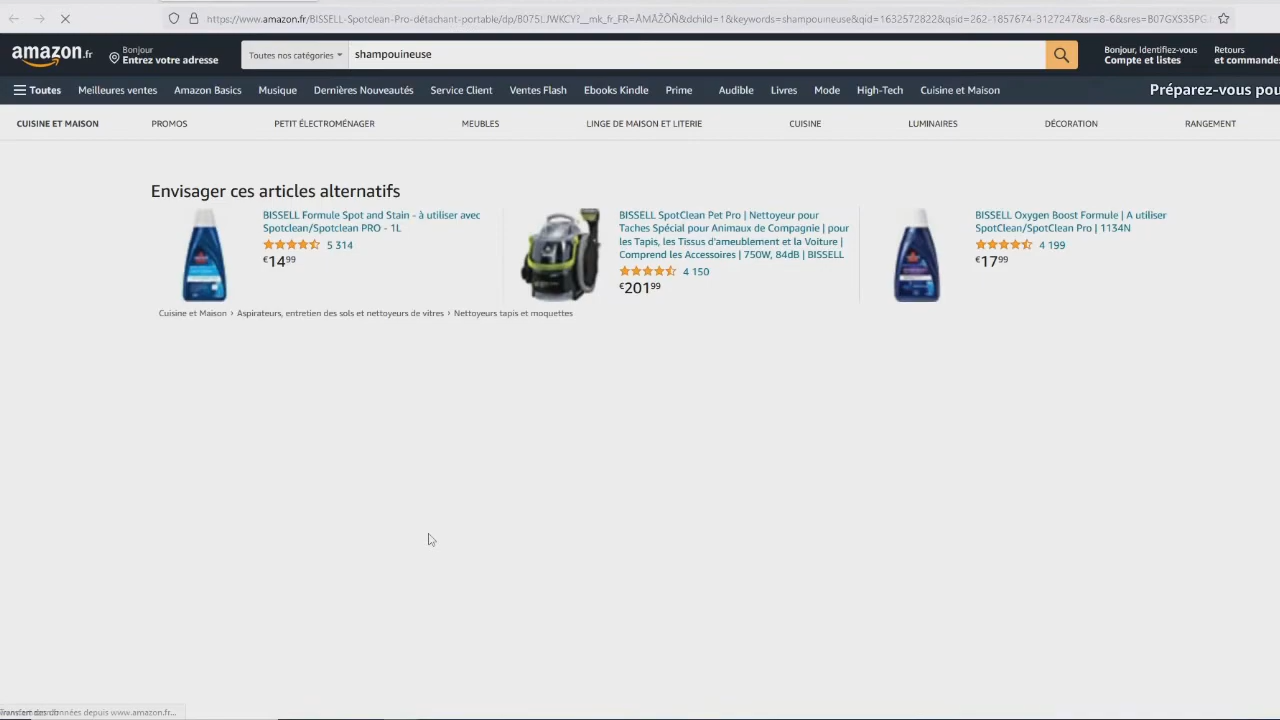 https://www.amazon.fr/BISSELL-Spotclean-Pro-détachant-portable/dp/B075LJWKCY?__mk_fr_FR=ÅMÅŽÕÑ&dchild=1&keywords=shampouineuse&qid=1632572822&qsid=262-1857674-3127247&sr=8-6&sres=B07GXS35PG
amazon.fr
Bonjour
Entrez votre adresse
Toutes nos catégories
shampouineuse
Bonjour, Identifiez-vous
Compte et listes
Retours
et commandes
Toutes Meilleures ventes Amazon Basics Musique Dernières Nouveautés Service Client Ventes Flash Ebooks Kindle Prime Audible Livres Mode High-Tech Cuisine et Maison Préparez-vous pou
CUISINE ET MAISON PROMOS PETIT ÉLECTROMÉNAGER MEUBLES LINGE DE MAISON ET LITERIE CUISINE LUMINAIRES DÉCORATION RANGEMENT
Envisager ces articles alternatifs
BISSELL Formule Spot and Stain - à utiliser avec
Spotclean/Spotclean PRO - 1L
5 314
€14⁹⁹
BISSELL SpotClean Pet Pro | Nettoyeur pour
Taches Spécial pour Animaux de Compagnie | pour
les Tapis, les Tissus d'ameublement et la Voiture |
Comprend les Accessoires | 750W, 84dB | BISSELL
4 150
€201⁹⁹
BISSELL Oxygen Boost Formule | A utiliser
SpotClean/SpotClean Pro | 1134N
4 199
€17⁹⁹
Cuisine et Maison › Aspirateurs, entretien des sols et nettoyeurs de vitres › Nettoyeurs tapis et moquettes
données depuis www.amazon.fr…